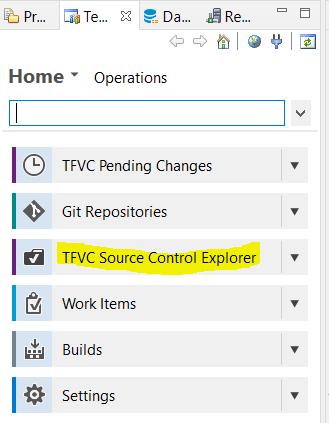 Pr...
Te...
Da...
Re...
Home
Operations
TFVC Pending Changes
Git Repositories
TFVC Source Control Explorer
Work Items
Builds
Settings